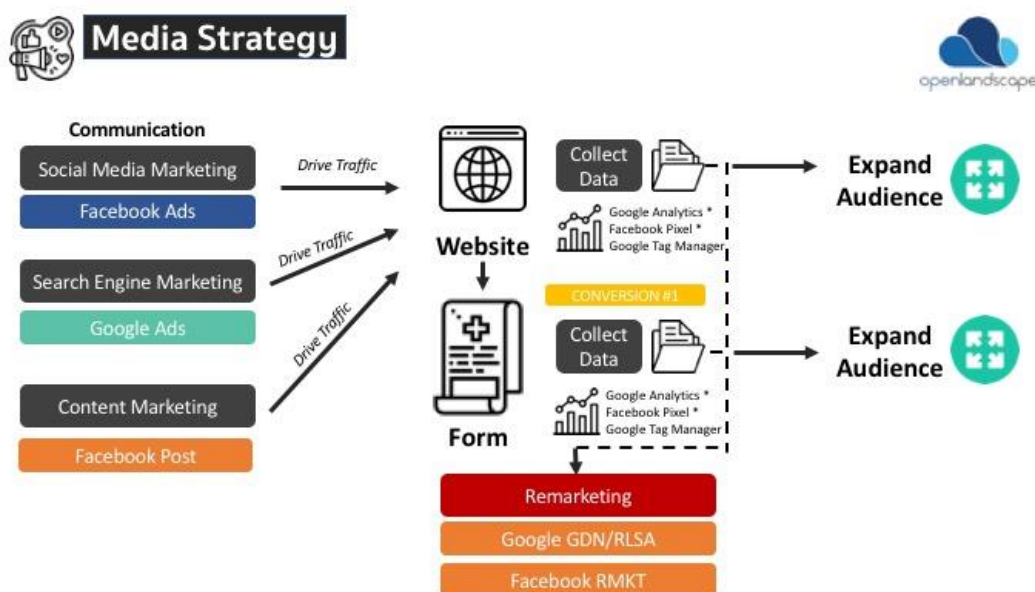 Media Strategy
openlandscape
Communication
Social Media Marketing
Facebook Ads
Search Engine Marketing
Google Ads
Content Marketing
Facebook Post
Drive Traffic
Drive Traffic
Drive Traffic
Website
Form
Collect
Data
Google Analytics *
Facebook Pixel *
Google Tag Manager
CONVERSION #1
Collect
Data
Google Analytics *
Facebook Pixel *
Google Tag Manager
Expand
Audience
Expand
Audience
Remarketing
Google GDN/RLSA
Facebook RMKT